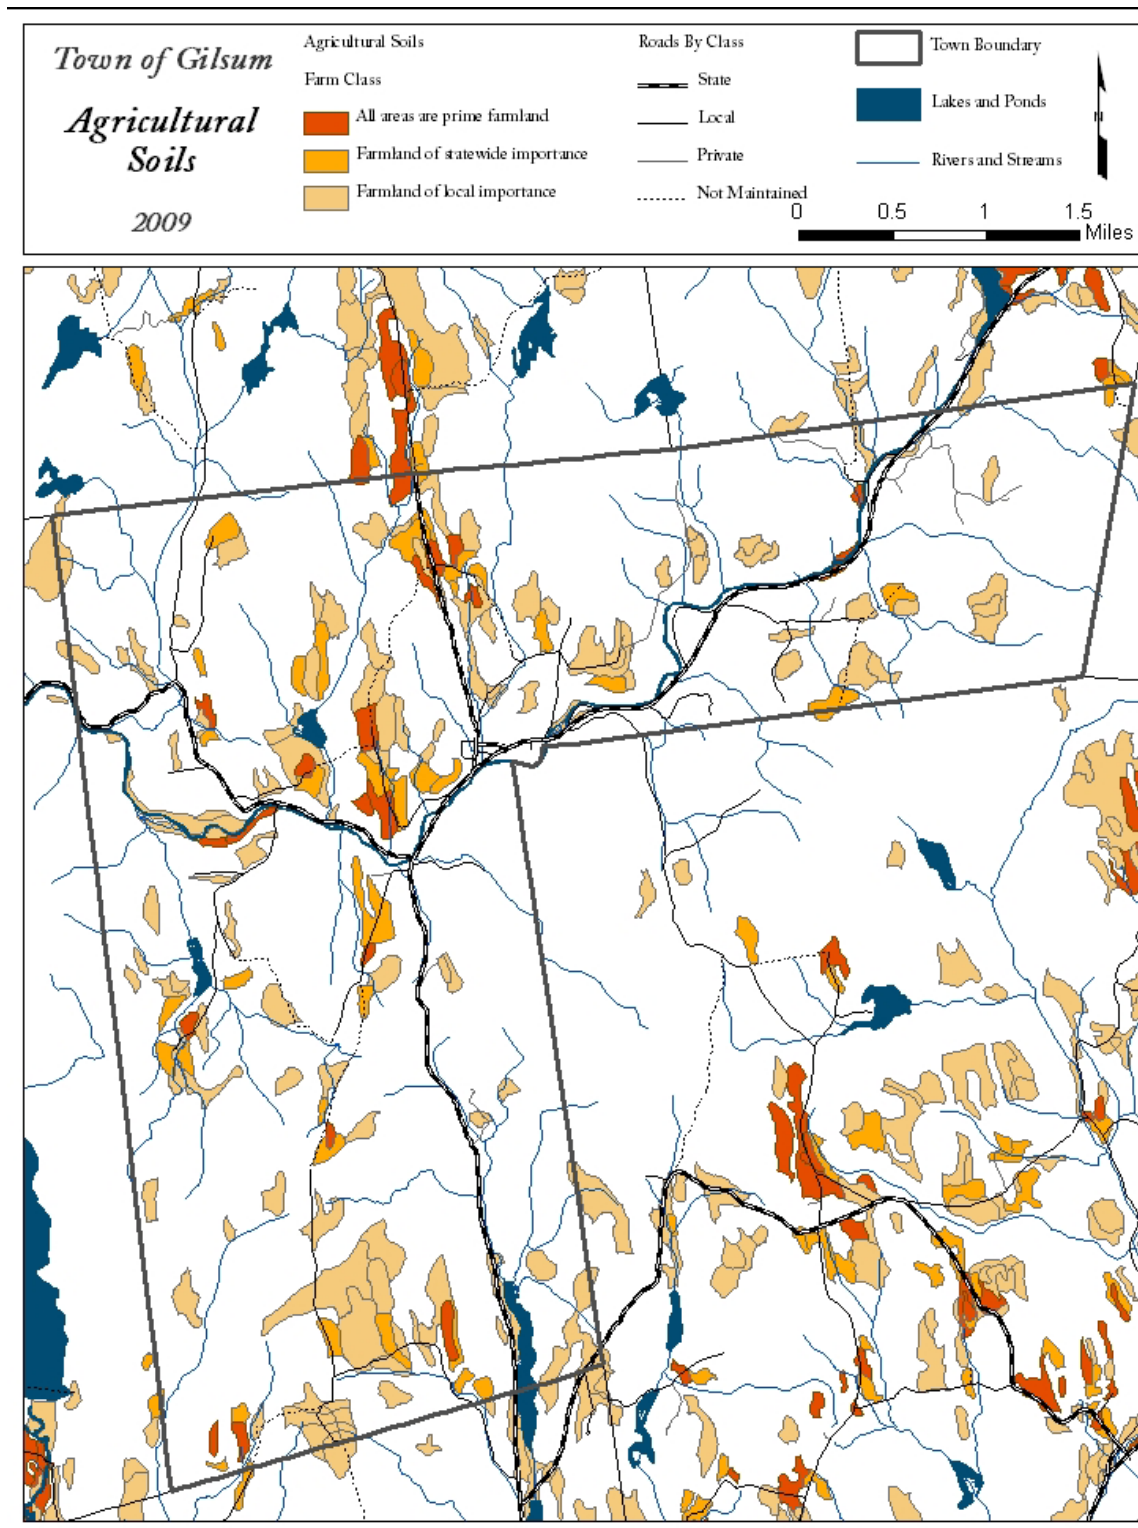 Town of Gilsum
Agricultural
Soils
2009
Agricultural Soils
Farm Class
All areas are prime farmland
Farmland of statewide importance
Farmland of local importance
Roads By Class
State
Local
Private
Not Maintained
Town Boundary
Lakes and Ponds
Rivers and Streams
N
0 0.5 1 1.5
Miles